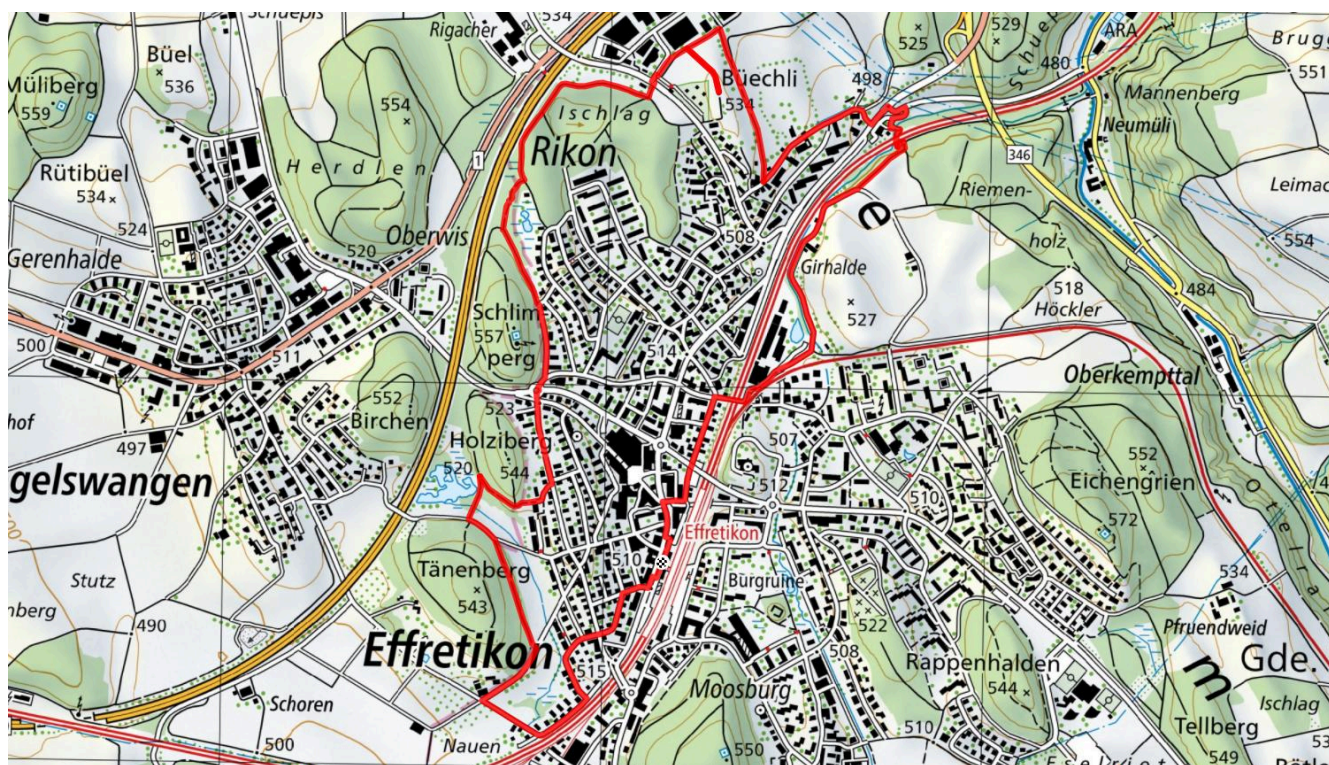 Schüepis
534
Rigacher
529
525
ARA
Brugg
Büel
536
480
551
Müliberg
559
554
Büechli
534
498
Mannenberg
Ischlag
Neumüli
Rikon
1
346
Herdlen
Rütibüel
534
Riemen-
Leimac
524
e
Oberwis
508
holz
554
Gerenhalde
520
Girhalde
518
484
Höckler
Schlim-
527
557
perg
500
511
514
Oberkempttal
552
523
Birchen
hof
Holziberg
507
497
520
544
552
gelswangen
512
Eichengrien
510
572
Effretikon
510
Stutz
Tänenberg
Burgruine
534
543
nberg
490
522
Pfruendweid
Effretikon
508
Rappenhalden
m
Gde.
515
544
Schoren
Moosburg
Ischlag
510
Tellberg
Nauen
500
550
549
Eselriet